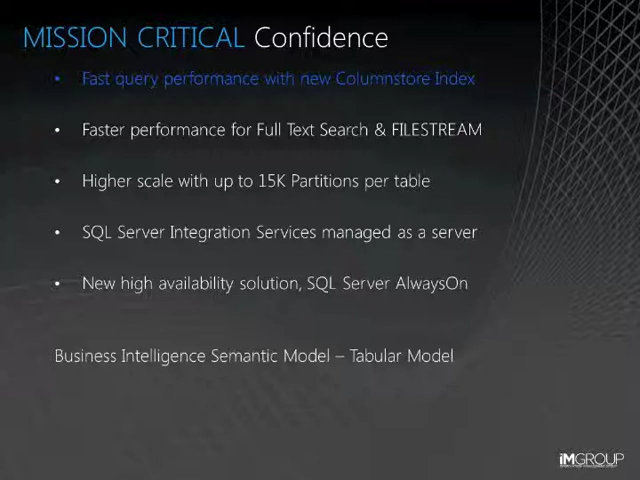 MISSION CRITICAL Confidence
• Fast query performance with new Columnstore Index
• Faster performance for Full Text Search & FILESTREAM
• Higher scale with up to 15K Partitions per table
• SQL Server Integration Services managed as a server
• New high availability solution, SQL Server AlwaysOn
Business Intelligence Semantic Model – Tabular Model
iMGROUP